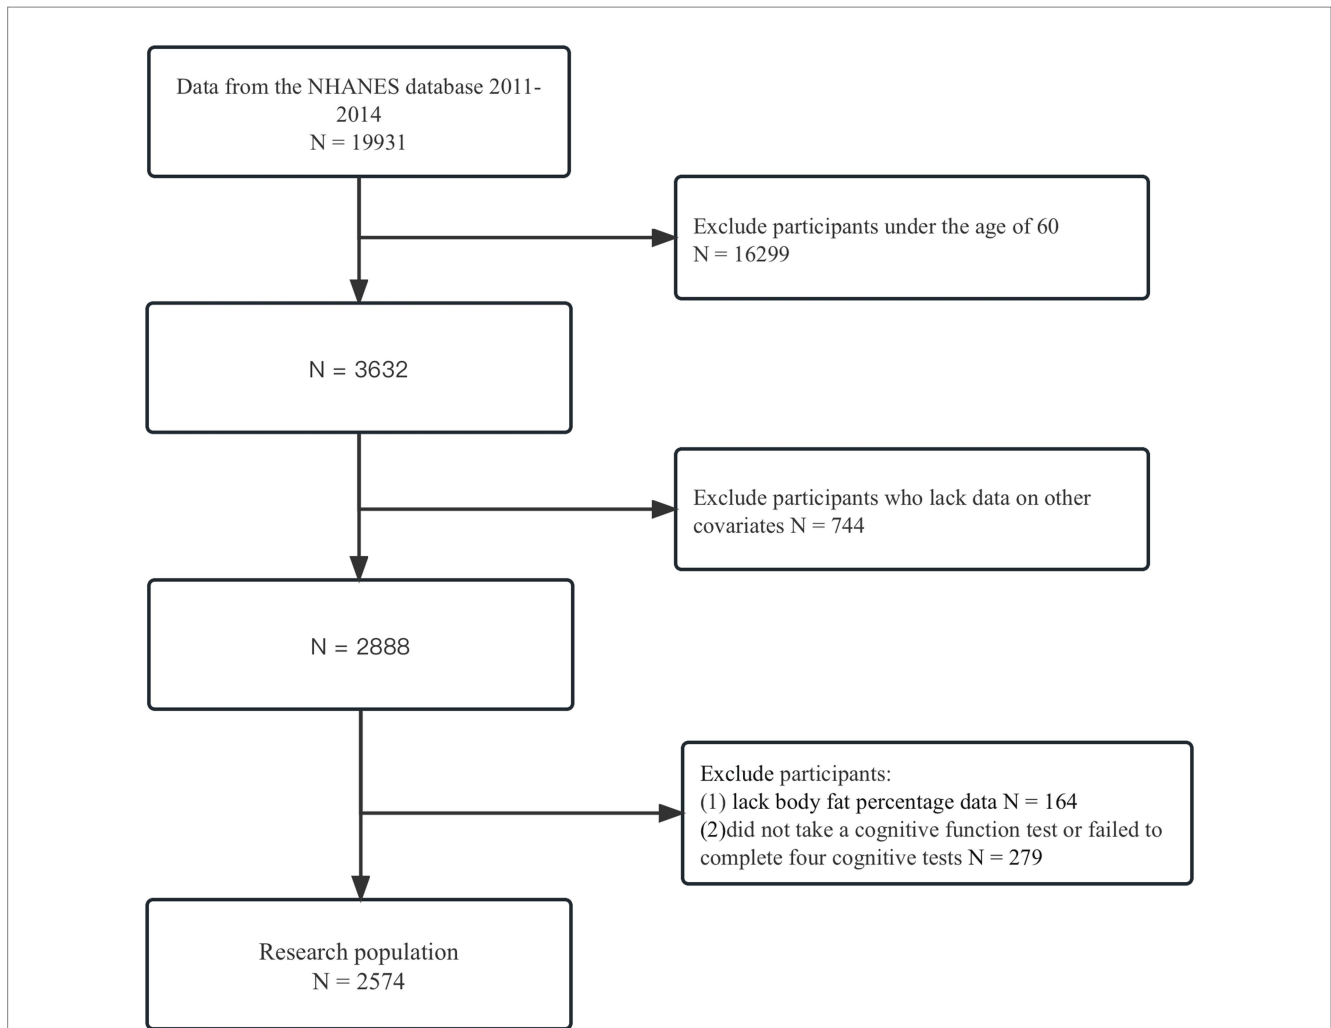 Data from the NHANES database 2011-
2014
N = 19931
Exclude participants under the age of 60
N = 16299
N = 3632
Exclude participants who lack data on other
covariates N = 744
N = 2888
Exclude participants:
(1) lack body fat percentage data N = 164
(2)did not take a cognitive function test or failed to
complete four cognitive tests N = 279
Research population
N = 2574